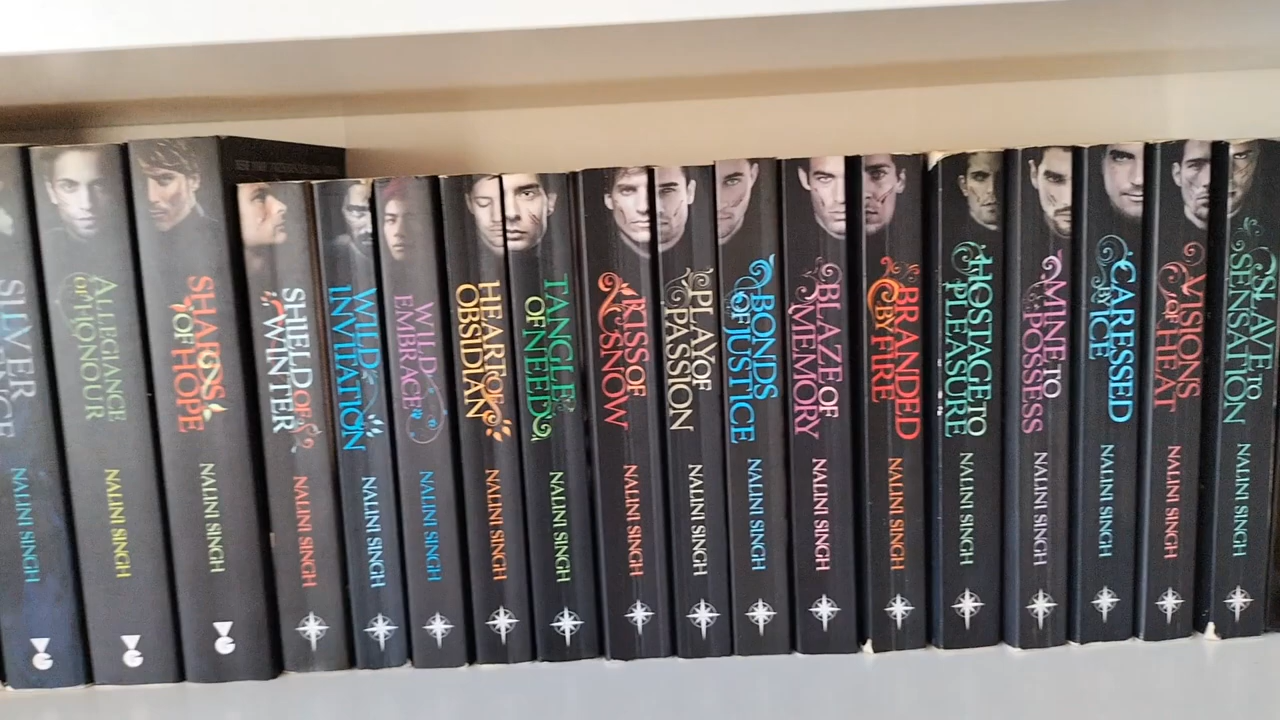 SILVER
NALINI SINGH
ALLEGIANCE
OF HONOUR
NALINI SINGH
SHARDS
OF HOPE
NALINI SINGH
SHIELD OF
WINTER
NALINI SINGH
WILD
INVITATION
NALINI SINGH
WILD
EMBRACE
NALINI SINGH
HEART OF
OBSIDIAN
NALINI SINGH
TANGLE
OF NEED
NALINI SINGH
KISS OF
SNOW
NALINI SINGH
PLAY OF
PASSION
NALINI SINGH
BONDS
OF JUSTICE
NALINI SINGH
BLAZE OF
MEMORY
NALINI SINGH
BRANDED
BY FIRE
NALINI SINGH
HOSTAGE TO
PLEASURE
NALINI SINGH
MINE TO
POSSESS
NALINI SINGH
CARESSED
BY ICE
NALINI SINGH
VISIONS
OF HEAT
NALINI SINGH
SLAVE TO
SENSATION
NALINI SINGH